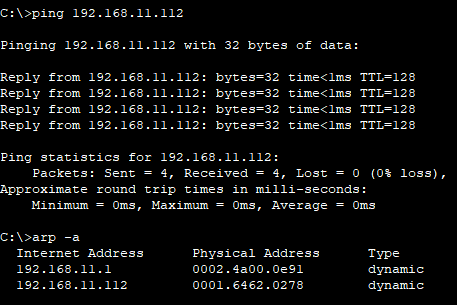 C:\>ping 192.168.11.112
Pinging 192.168.11.112 with 32 bytes of data:
Reply from 192.168.11.112: bytes=32 time<1ms TTL=128
Reply from 192.168.11.112: bytes=32 time<1ms TTL=128
Reply from 192.168.11.112: bytes=32 time<1ms TTL=128
Reply from 192.168.11.112: bytes=32 time<1ms TTL=128
Ping statistics for 192.168.11.112:
Packets: Sent = 4, Received = 4, Lost = 0 (0% loss),
Approximate round trip times in milli-seconds:
Minimum = 0ms, Maximum = 0ms, Average = 0ms
C:\>arp -a
Internet Address Physical Address Type
192.168.11.1 0002.4a00.0e91 dynamic
192.168.11.112 0001.6462.0278 dynamic